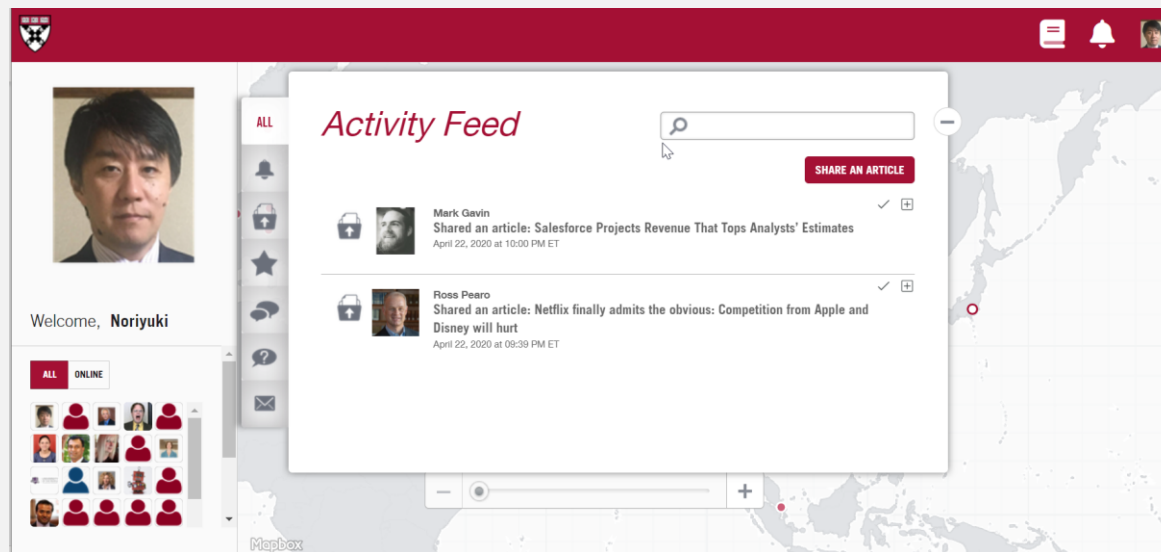 ALL
Activity Feed
SHARE AN ARTICLE
Mark Gavin
Shared an article: Salesforce Projects Revenue That Tops Analysts' Estimates
April 22, 2020 at 10:00 PM ET
Ross Pearo
Shared an article: Netflix finally admits the obvious: Competition from Apple and
Disney will hurt
April 22, 2020 at 09:39 PM ET
Welcome, Noriyuki
ALL ONLINE
Mapbox